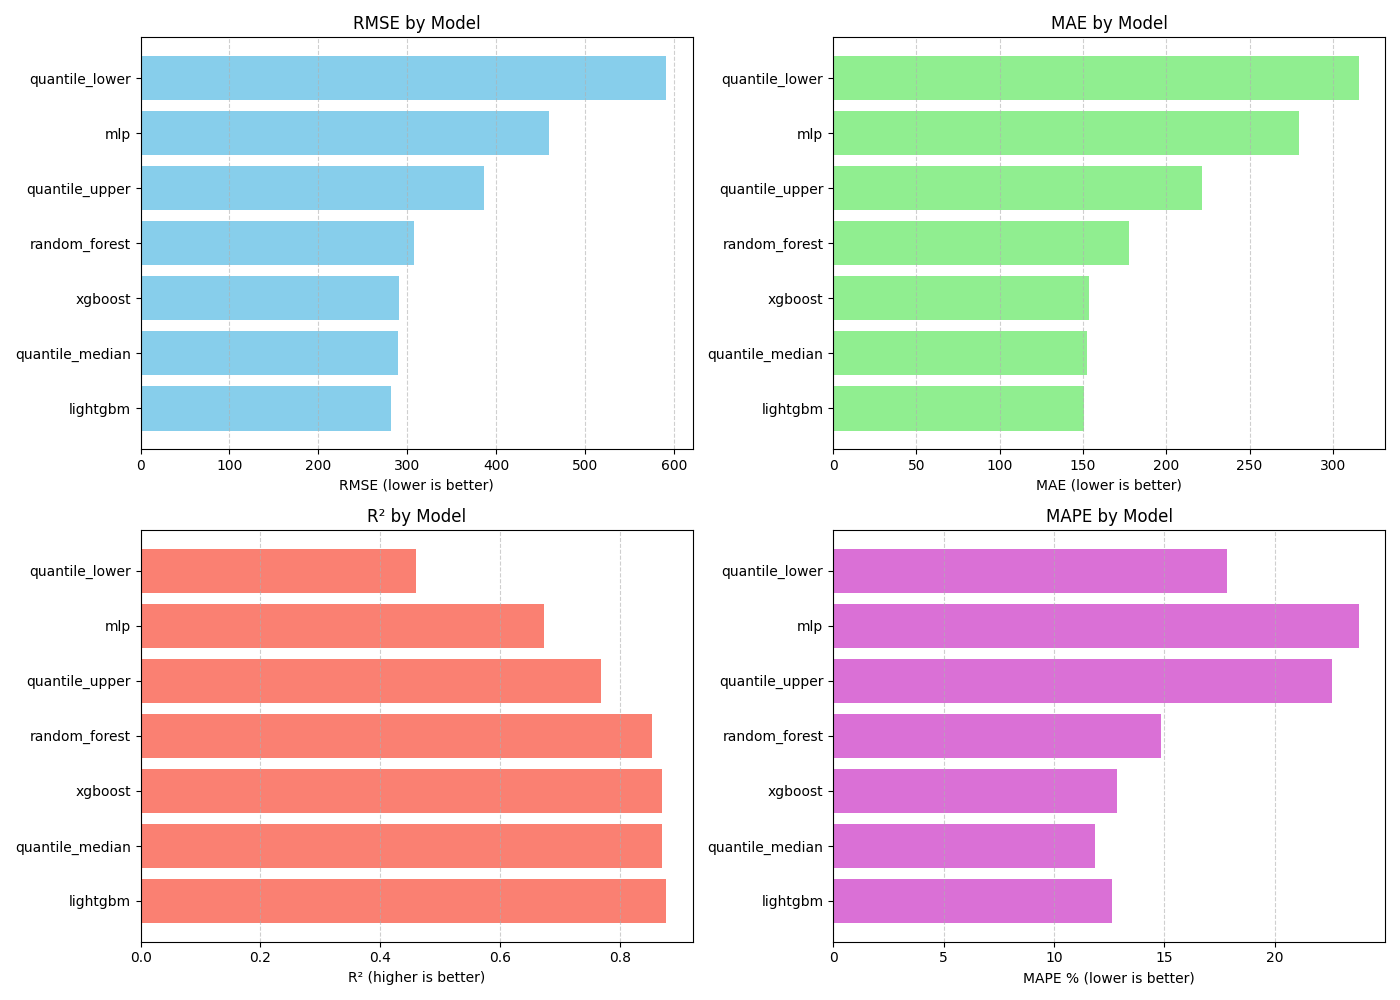 RMSE by Model
quantile_lower
mlp
quantile_upper
random_forest
xgboost
quantile_median
lightgbm
0 100 200 300 400 500 600
RMSE (lower is better)
MAE by Model
quantile_lower
mlp
quantile_upper
random_forest
xgboost
quantile_median
lightgbm
0 50 100 150 200 250 300
MAE (lower is better)
R² by Model
quantile_lower
mlp
quantile_upper
random_forest
xgboost
quantile_median
lightgbm
0.0 0.2 0.4 0.6 0.8
R² (higher is better)
MAPE by Model
quantile_lower
mlp
quantile_upper
random_forest
xgboost
quantile_median
lightgbm
0 5 10 15 20
MAPE % (lower is better)